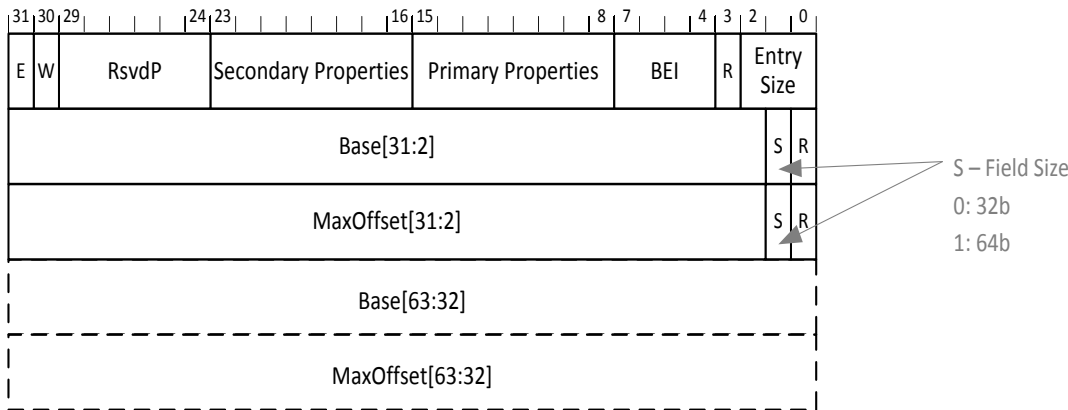 31 30 29 24 23 16 15 8 7 4 3 2 0
E W RsvdP Secondary Properties Primary Properties BEI R Entry
Size
Base[31:2] S R
MaxOffset[31:2] S R
Base[63:32]
MaxOffset[63:32]
S – Field Size
0: 32b
1: 64b